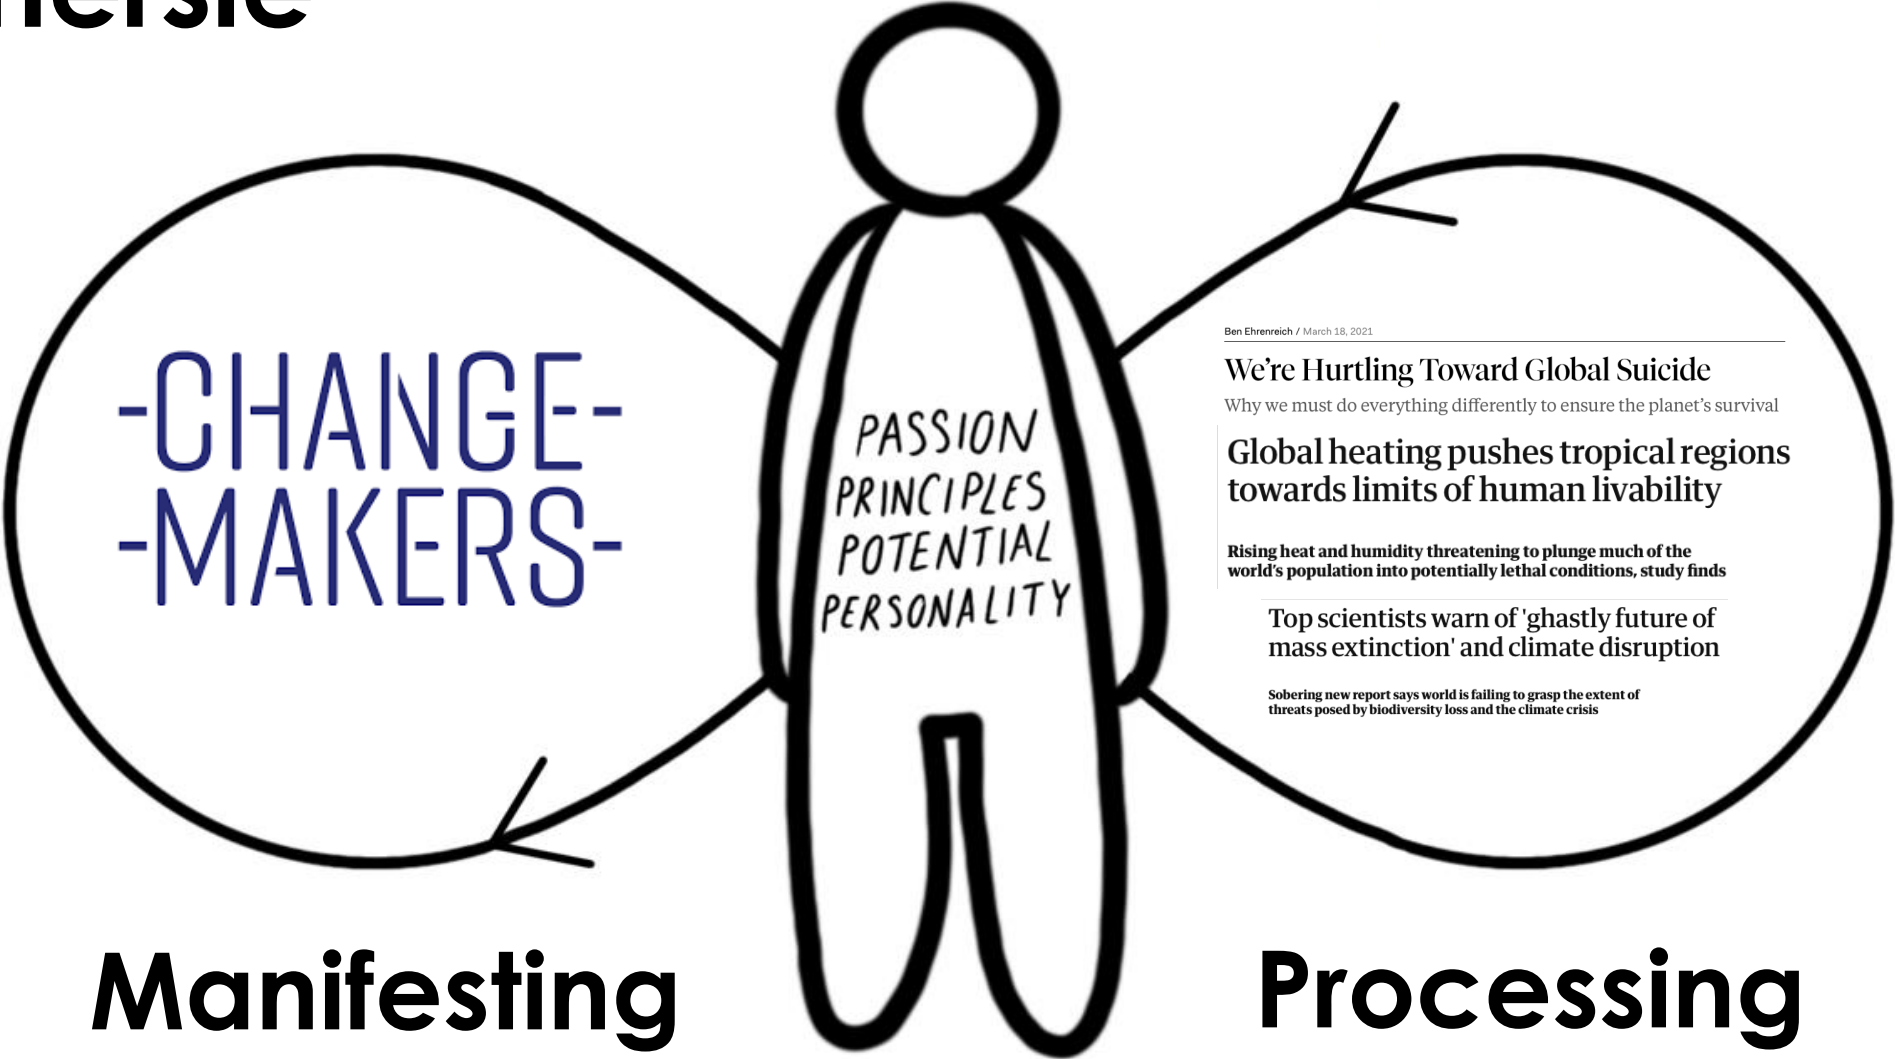 -CHANGE-
-MAKERS-
PASSION
PRINCIPLES
POTENTIAL
PERSONALITY
Ben Ehrenreich / March 18, 2021
We're Hurtling Toward Global Suicide
Why we must do everything differently to ensure the planet's survival
Global heating pushes tropical regions
towards limits of human livability
Rising heat and humidity threatening to plunge much of the
world's population into potentially lethal conditions, study finds
Top scientists warn of 'ghastly future of
mass extinction' and climate disruption
Sobering new report says world is failing to grasp the extent of
threats posed by biodiversity loss and the climate crisis
Manifesting
Processing